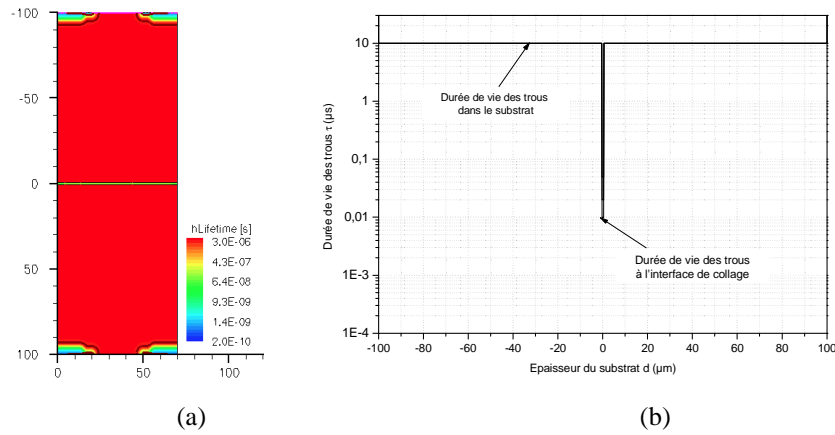 -100
-50
0
50
100
0
50
100
hLifetime [s]
3.0E-06
4.3E-07
6.4E-08
9.3E-09
1.4E-09
2.0E-10
(a)
Durée de vie des trous τ (µs)
10
1
0,1
0,01
1E-3
1E-4
Durée de vie des trous
dans le substrat
Durée de vie des trous
à l'interface de collage
-100
-80
-60
-40
-20
0
20
40
60
80
100
Epaisseur du substrat d (µm)
(b)